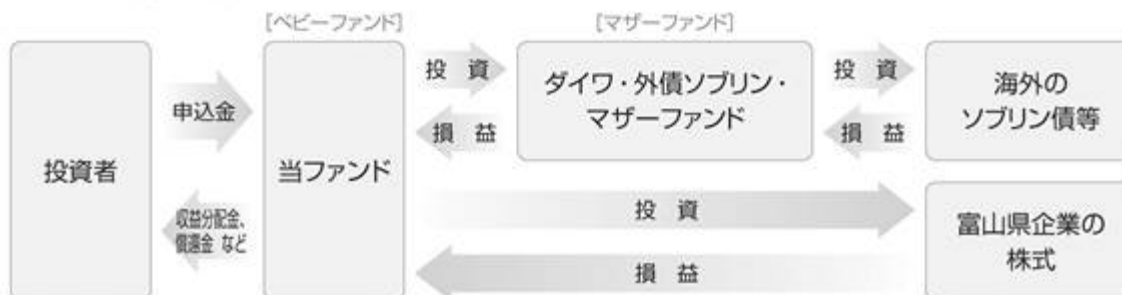 [ベビーファンド]
[マザーファンド]
投資者
申込金
収益分配金、
償還金 など
当ファンド
投 資
損 益
ダイワ・外債ソブリン・
マザーファンド
投 資
損 益
海外の
ソブリン債等
投 資
損 益
富山県企業の
株式